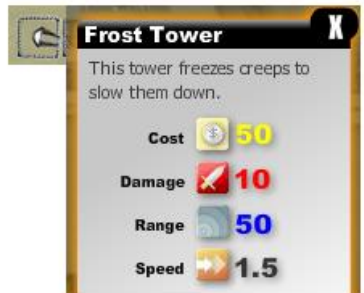 Frost Tower X
This tower freezes creeps to
slow them down.
Cost $ 50
Damage 10
Range 50
Speed 1.5